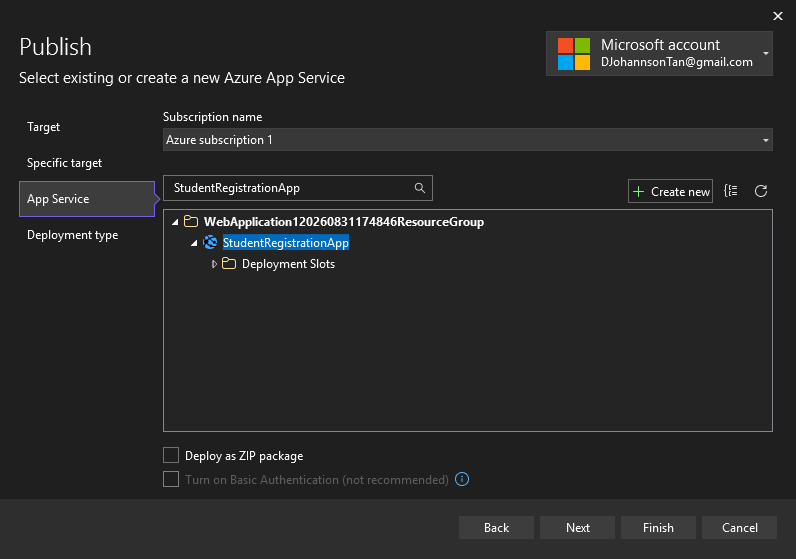 Publish
Select existing or create a new Azure App Service
Microsoft account
DJohannsonTan@gmail.com
Target
Specific target
App Service
Deployment type
Subscription name
Azure subscription 1
StudentRegistrationApp
Create new
WebApplication120260831174846ResourceGroup
StudentRegistrationApp
Deployment Slots
Deploy as ZIP package
Turn on Basic Authentication (not recommended)
Back
Next
Finish
Cancel